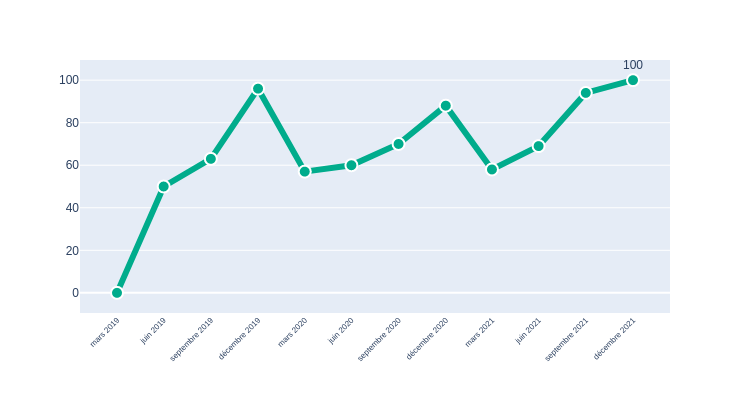 100
100
80
60
40
20
0
mars 2019
juin 2019
septembre 2019
décembre 2019
mars 2020
juin 2020
septembre 2020
décembre 2020
mars 2021
juin 2021
septembre 2021
décembre 2021